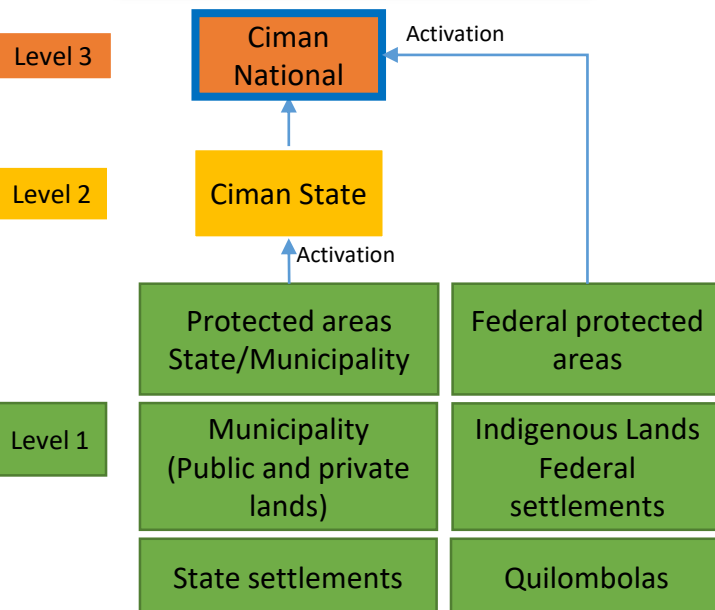 Level 3
Ciman
National
Activation
Level 2
Ciman State
Activation
Level 1
Protected areas
State/Municipality
Federal protected
areas
Municipality
(Public and private
lands)
Indigenous Lands
Federal
settlements
State settlements
Quilombolas